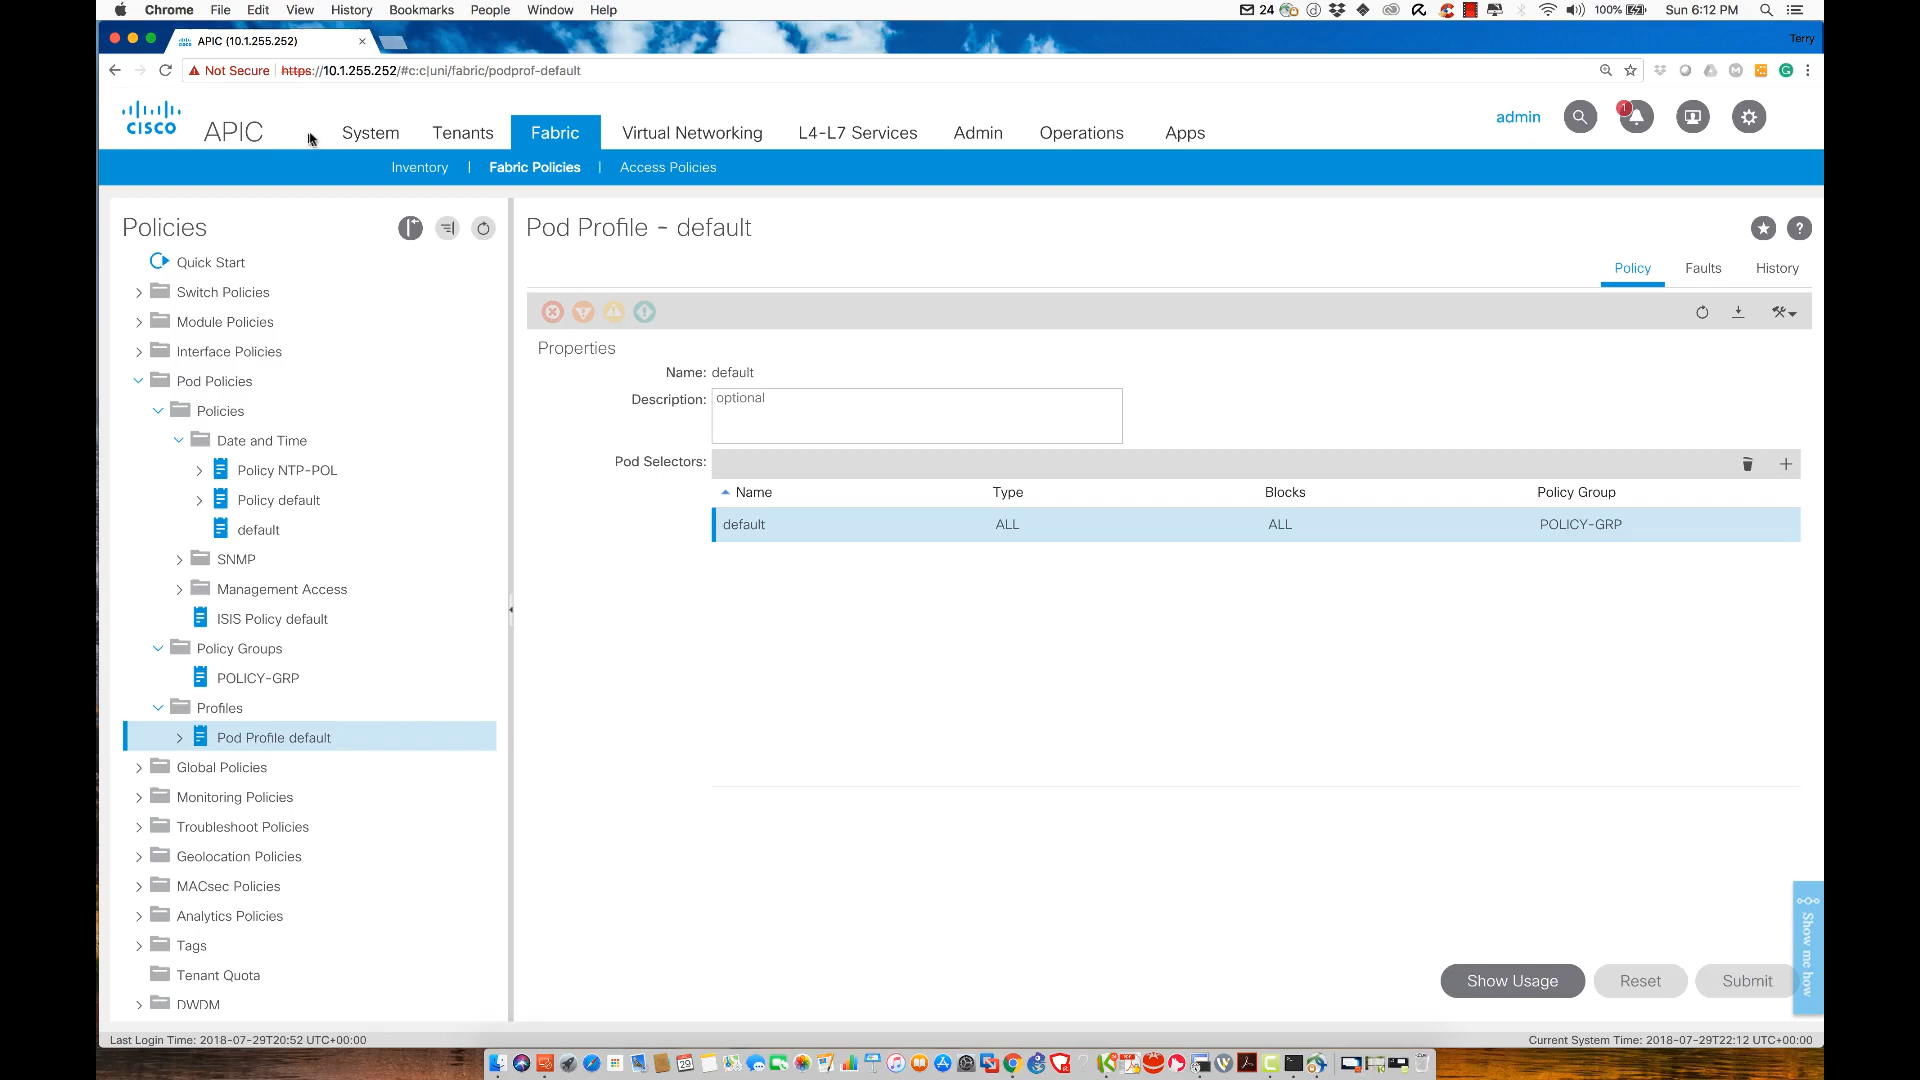 Chrome File Edit View History Bookmarks People Window Help 24 100% Sun 6:12 PM
APIC (10.1.255.252) Terry
Not Secure https://10.1.255.252/#c:c|uni/fabric/podprof-default
CISCO APIC System Tenants Fabric Virtual Networking L4-L7 Services Admin Operations Apps admin 1
Inventory | Fabric Policies | Access Policies
Policies
Quick Start
Switch Policies
Module Policies
Interface Policies
Pod Policies
Policies
Date and Time
Policy NTP-POL
Policy default
default
SNMP
Management Access
ISIS Policy default
Policy Groups
POLICY-GRP
Profiles
Pod Profile default
Global Policies
Monitoring Policies
Troubleshoot Policies
Geolocation Policies
MACsec Policies
Analytics Policies
Tags
Tenant Quota
DWDM
Pod Profile - default
Policy Faults History
Properties
Name: default
Description: optional
Pod Selectors:
Name Type Blocks Policy Group
default ALL ALL POLICY-GRP
Show me how
Show Usage Reset Submit
Last Login Time: 2018-07-29T20:52 UTC+00:00 Current System Time: 2018-07-29T22:12 UTC+00:00